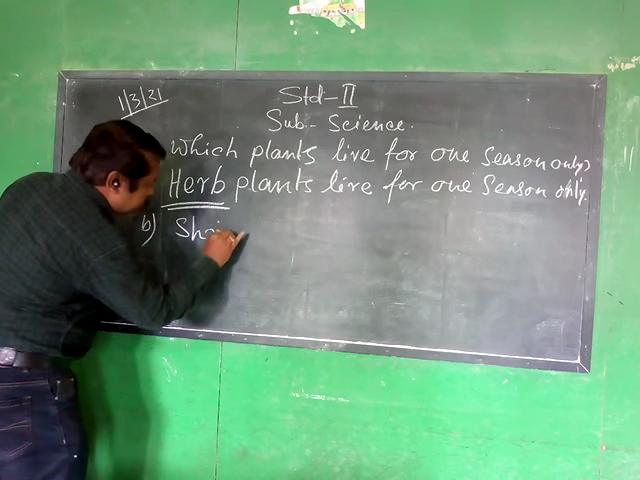 1/3/21
Std-II
Sub-Science.
Which plants live for one season only?
Herb plants live for one season only.
b) Sh